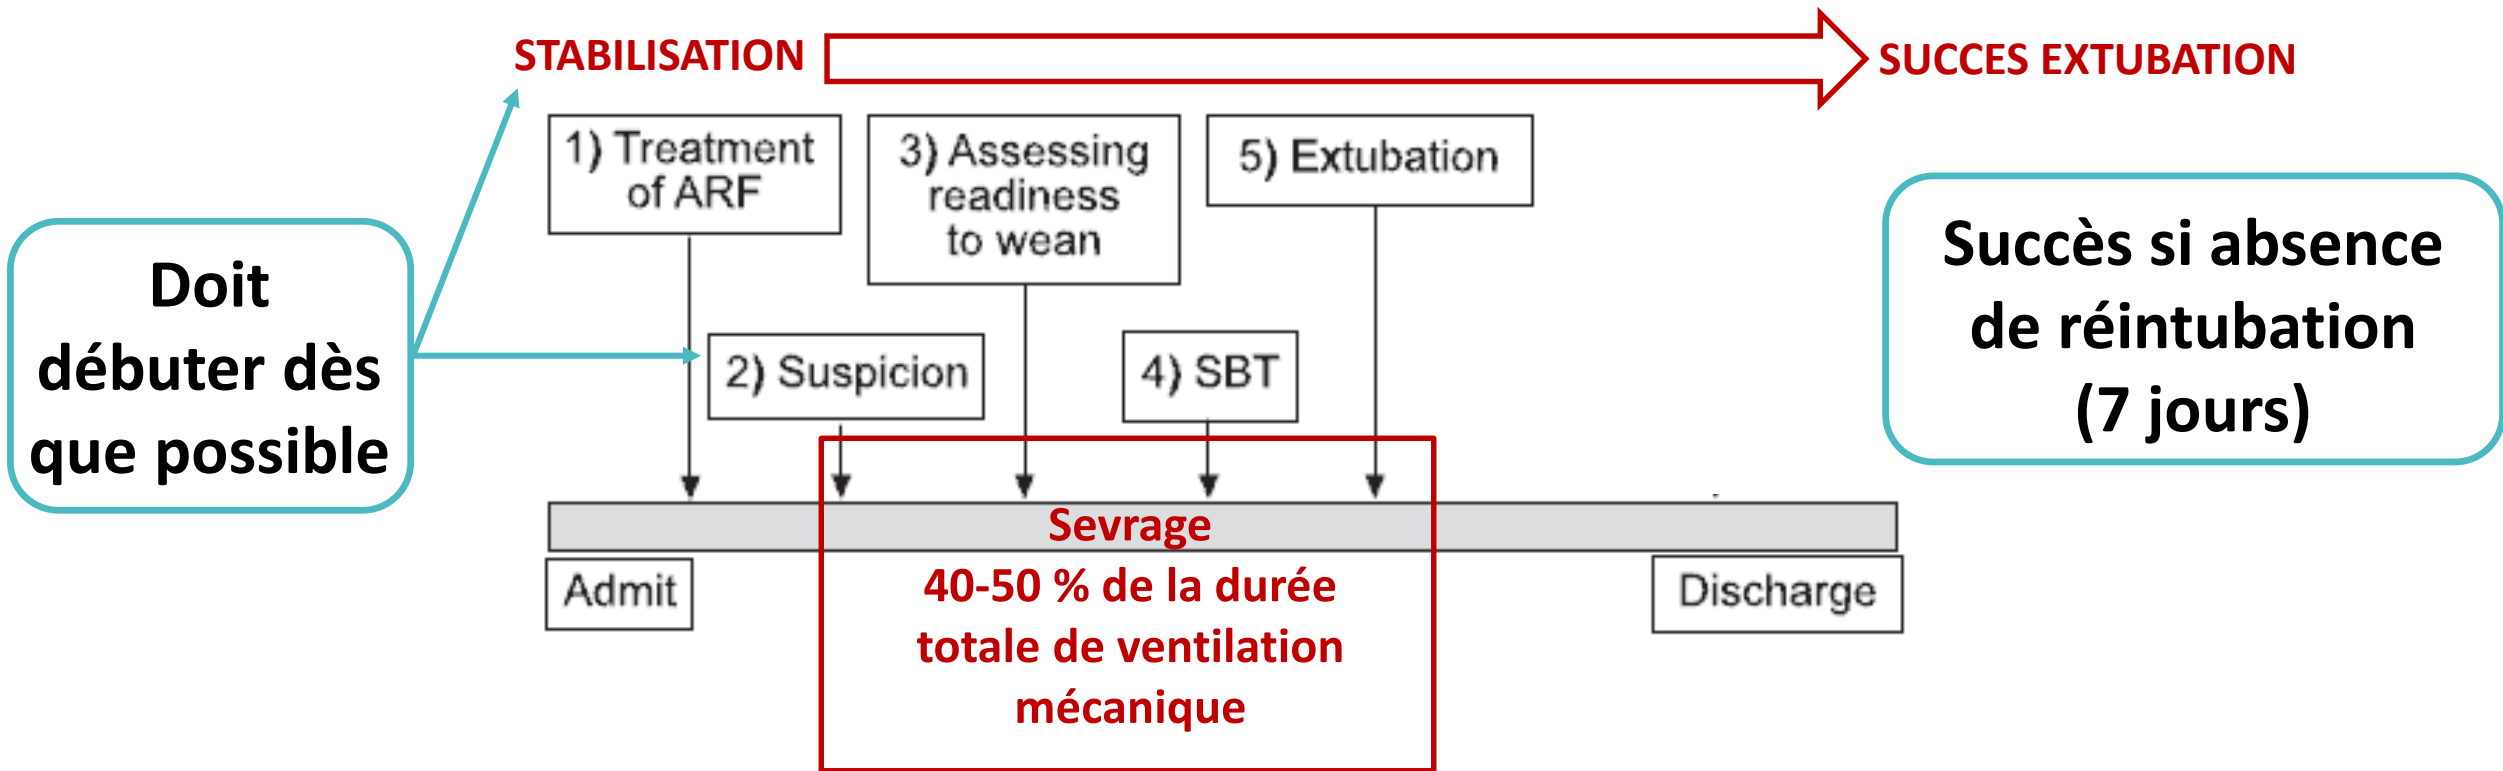 STABILISATION
SUCCES EXTUBATION
1) Treatment
of ARF
3) Assessing
readiness
to wean
5) Extubation
Doit
débuter dès
que possible
Succès si absence
de réintubation
(7 jours)
2) Suspicion
4) SBT
Sevrage
Admit
40-50 % de la durée
totale de ventilation
mécanique
Discharge